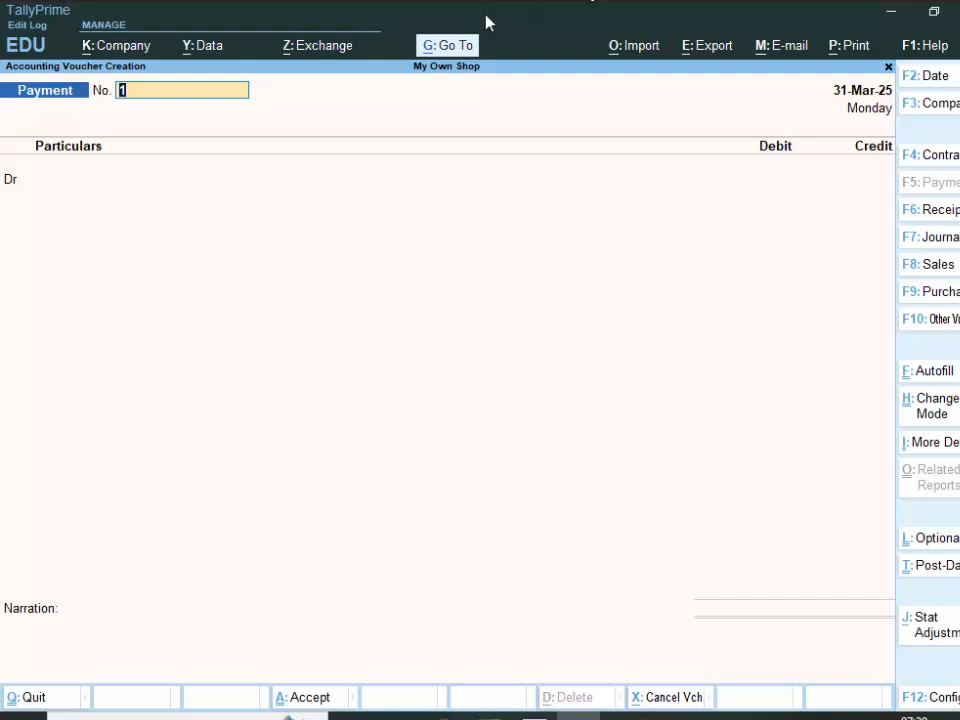 TallyPrime
Edit Log
MANAGE
EDU
K: Company
Y: Data
Z: Exchange
G: Go To
O: Import
E: Export
M: E-mail
P: Print
F1: Help
Accounting Voucher Creation
My Own Shop
Payment
No. 1
31-Mar-25
Monday
Particulars
Debit
Credit
Dr
Narration:
F2: Date
F3: Compa
F4: Contra
F5: Payme
F6: Receip
F7: Journa
F8: Sales
F9: Purcha
F10: Other V
F: Autofill
H: Change
Mode
I: More De
O: Related
Reports
L: Optiona
T: Post-Da
J: Stat
Adjustm
Q: Quit
A: Accept
D: Delete
X: Cancel Vch
F12: Config